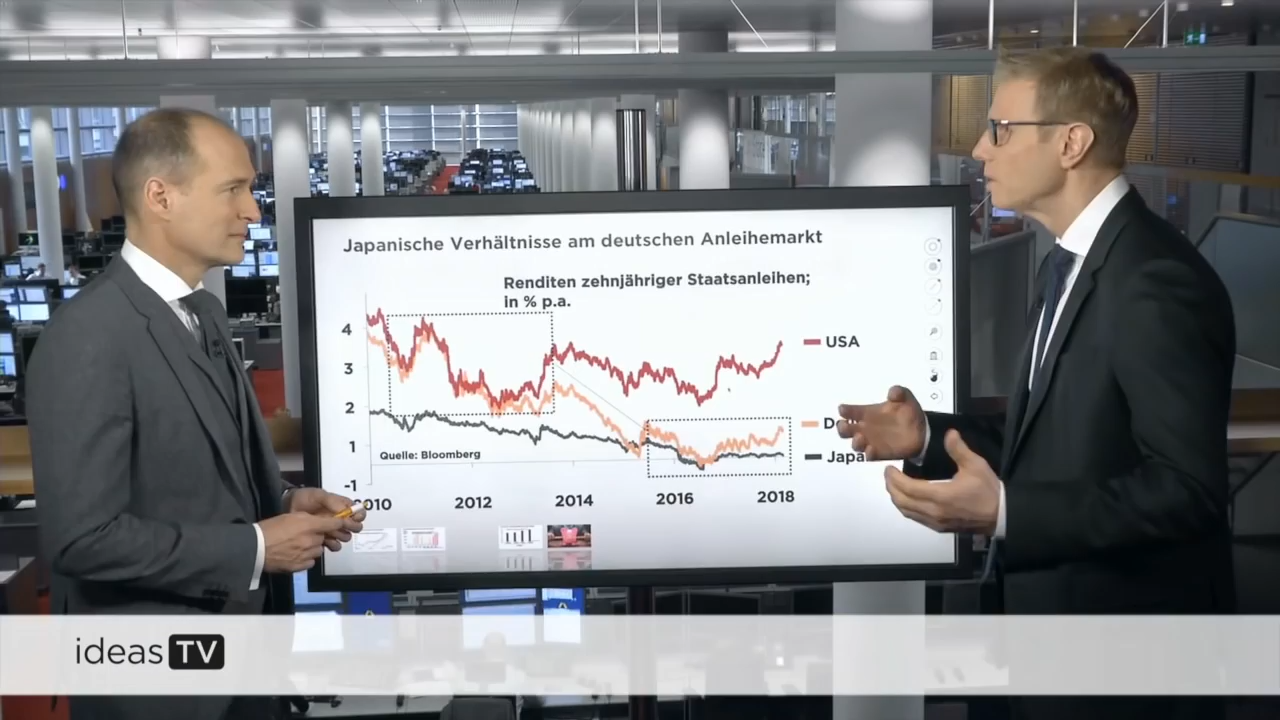 Japanische Verhältnisse am deutschen Anleihemarkt
Renditen zehnjähriger Staatsanleihen;
in % p.a.
4
3
2
1
-1
USA
D
Japa
Quelle: Bloomberg
2010
2012
2014
2016
2018
ideas TV